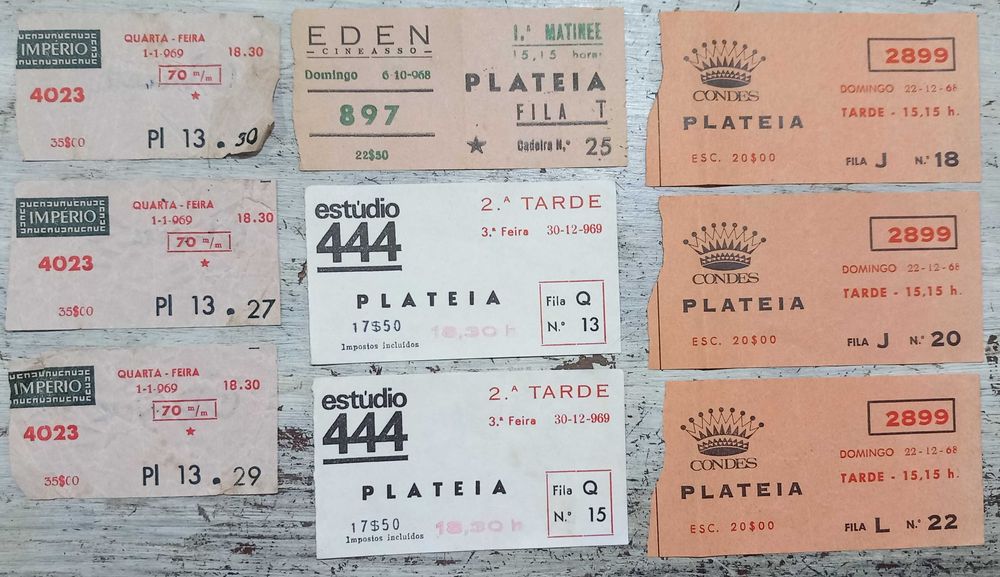 IMPÉRIO
QUARTA - FEIRA
1-1-969
18.30
70 m/m
4023
★
35$00
Pl 13 . 30
IMPÉRIO
QUARTA - FEIRA
1-1-969
18.30
70 m/m
4023
★
35$00
Pl 13 . 27
IMPÉRIO
QUARTA - FEIRA
1-1-969
18.30
70 m/m
4023
★
35$00
Pl 13 . 29
EDEN
CINEASSO
Domingo 6-10-968
897
22$50
1.ª MATINEE
15,15 horas
PLATEIA
FILA T
★ Cadeira N.º 25
estúdio
444
2.ª TARDE
3.ª Feira 30-12-969
PLATEIA
Fila Q
17$50 18,30 h N.º 13
Impostos incluídos
estúdio
444
2.ª TARDE
3.ª Feira 30-12-969
PLATEIA
Fila Q
17$50 18,30 h N.º 15
Impostos incluídos
CONDES
2899
DOMINGO 22-12-68
PLATEIA
TARDE - 15,15 h.
ESC. 20$00
FILA J N.º 18
CONDES
2899
DOMINGO 22-12-68
PLATEIA
TARDE - 15,15 h.
ESC. 20$00
FILA J N.º 20
CONDES
2899
DOMINGO 22-12-68
PLATEIA
TARDE - 15,15 h.
ESC. 20$00
FILA L N.º 22